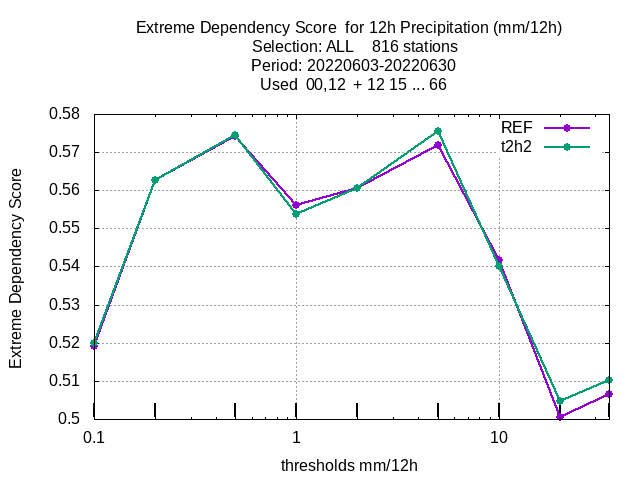 Extreme Dependency Score  for 12h Precipitation (mm/12h)
Selection: ALL    816 stations
Period: 20220603-20220630
Used  00,12  + 12 15 ... 66
REF
t2h2
Extreme Dependency Score
0.58
0.57
0.56
0.55
0.54
0.53
0.52
0.51
0.5
0.1 1 10
thresholds mm/12h